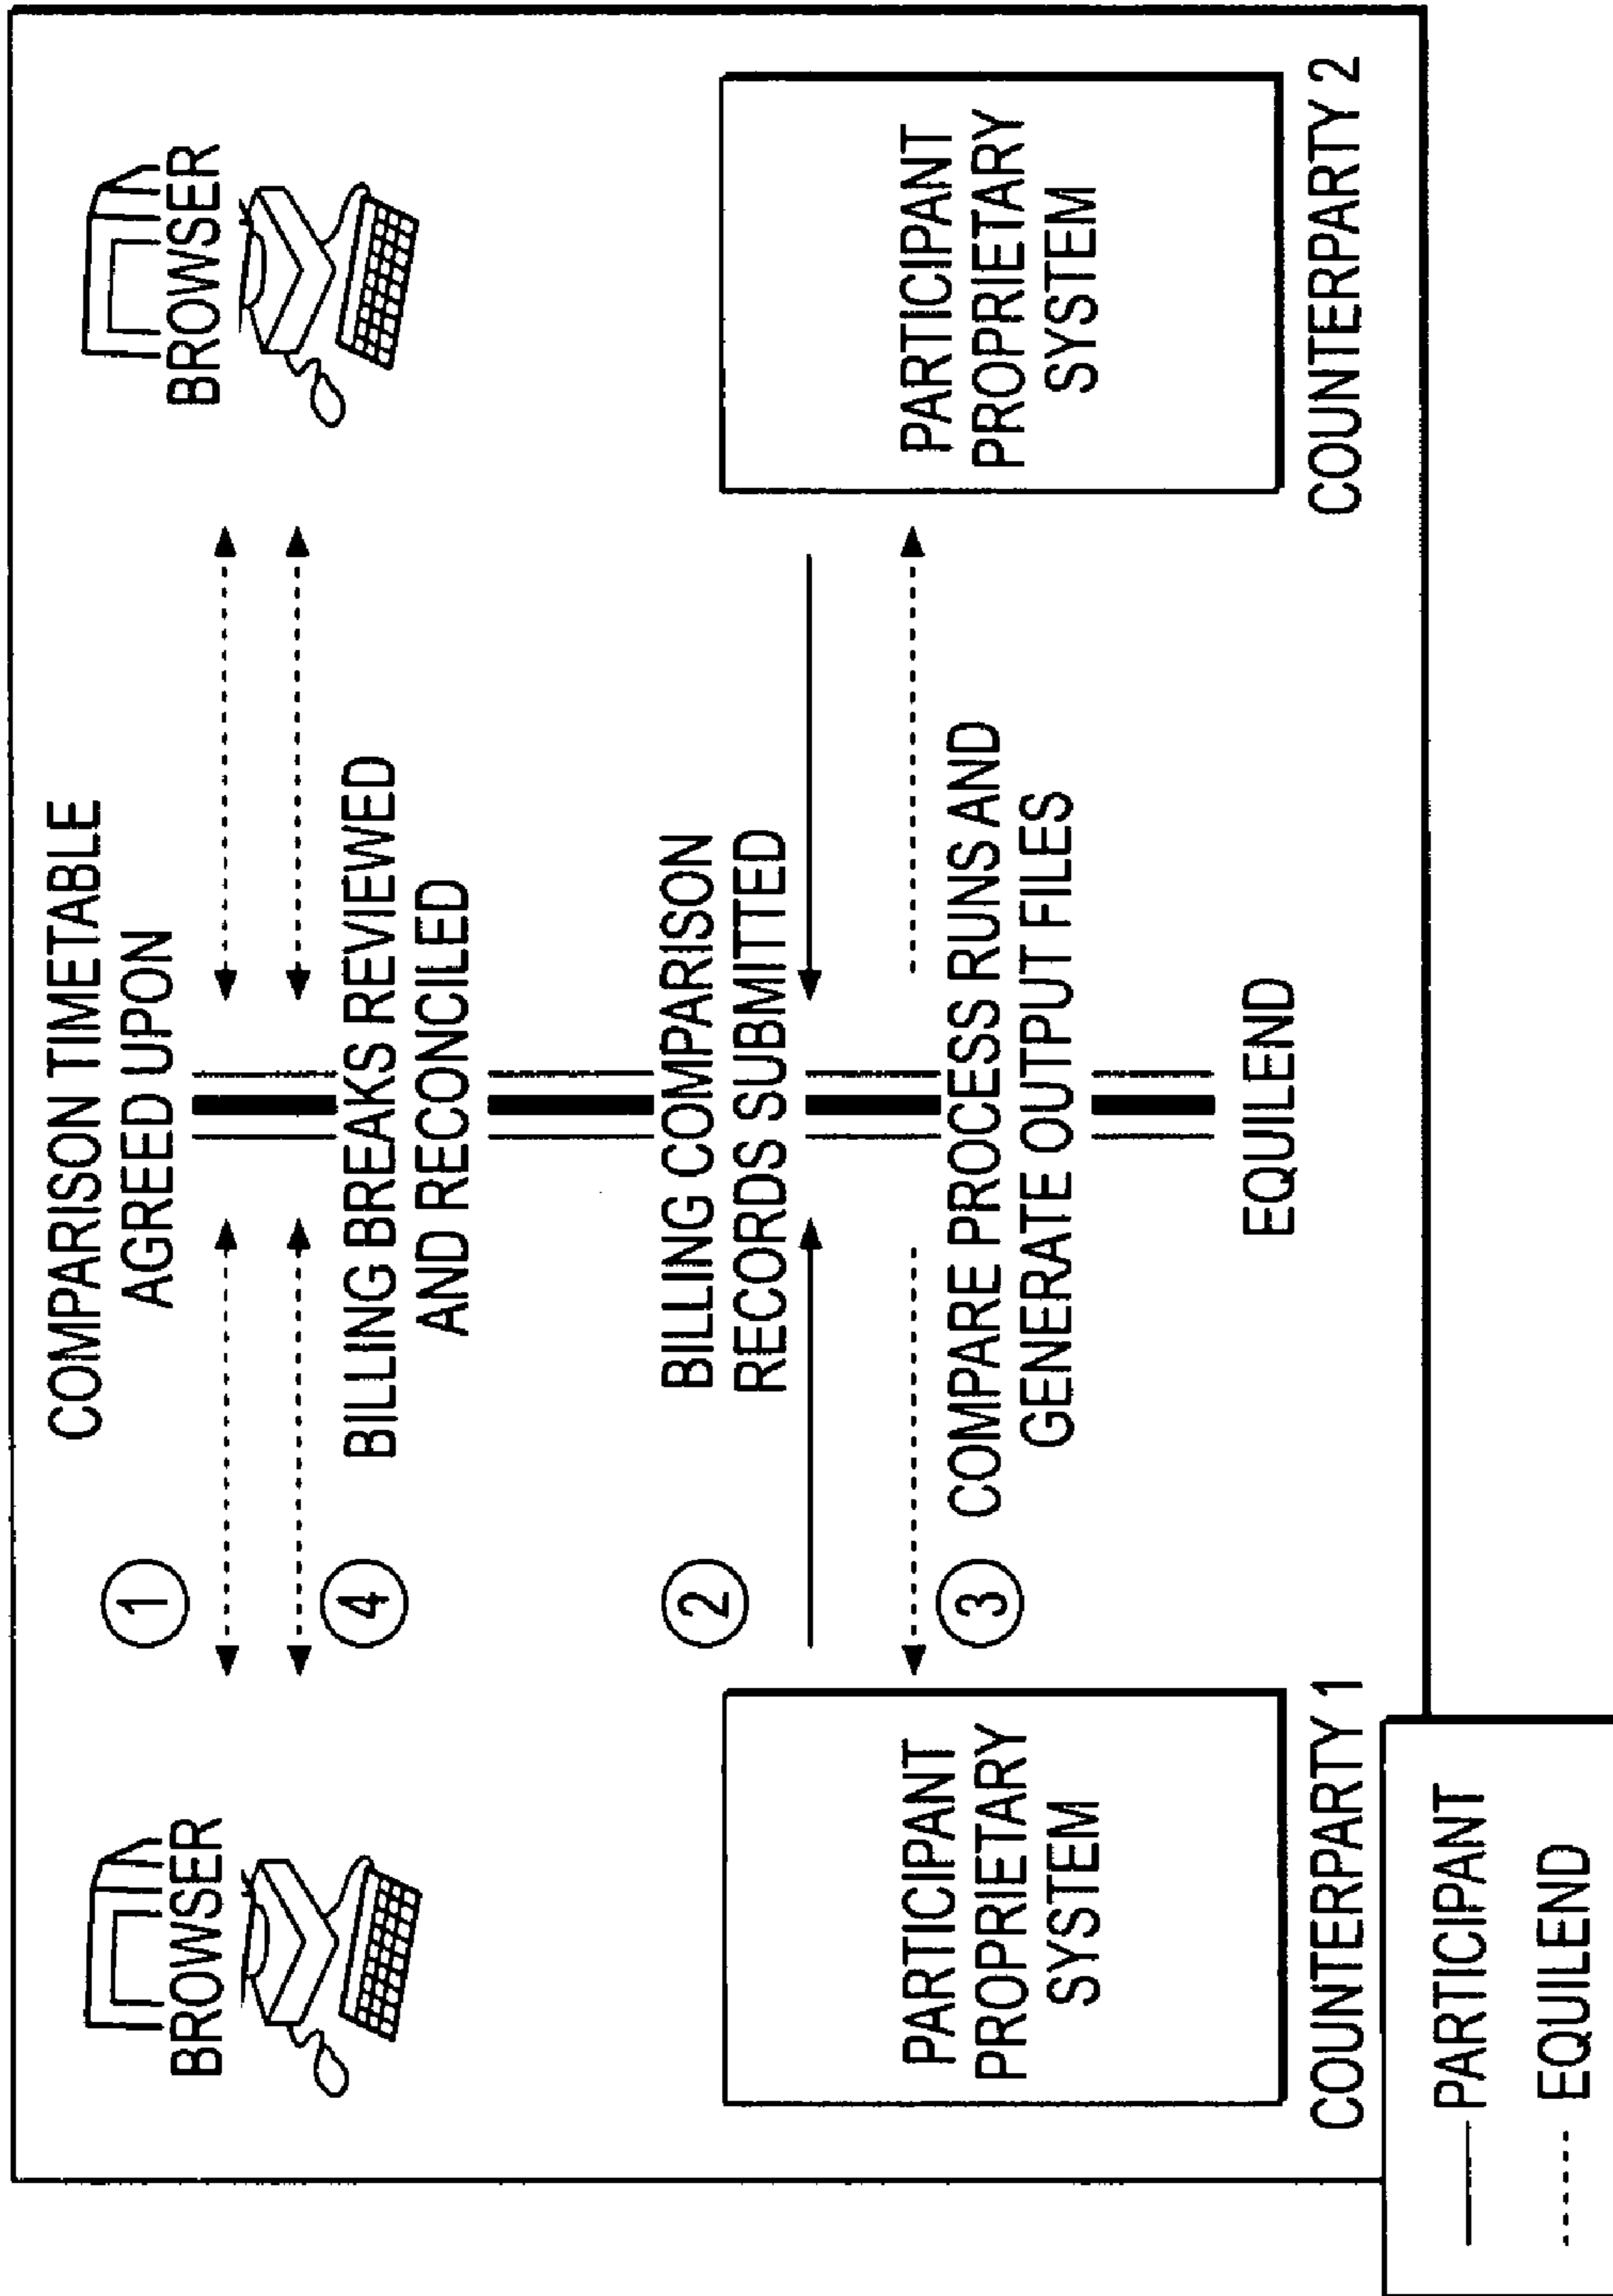 COMPARISON TIMETABLE
AGREED UPON
BROWSER
BROWSER
1
4
BILLING BREAKS REVIEWED
AND RECONCILED
2
BILLING COMPARISON
RECORDS SUBMITTED
PARTICIPANT
PROPRIETARY
SYSTEM
PARTICIPANT
PROPRIETARY
SYSTEM
3
COMPARE PROCESS RUNS AND
GENERATE OUTPUT FILES
EQUILEND
COUNTERPARTY 1
COUNTERPARTY 2
PARTICIPANT
EQUILEND